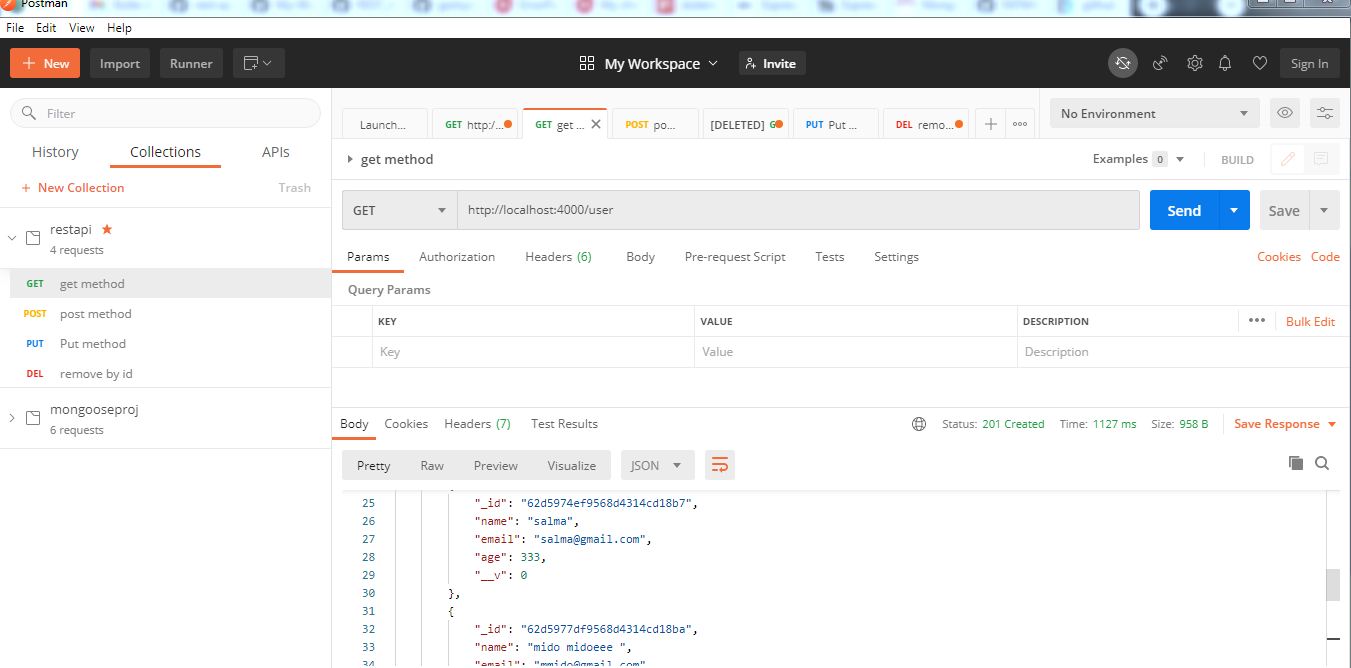 Postman
File Edit View Help
+ New Import Runner My Workspace Invite Sign In
Filter
History Collections APIs
+ New Collection Trash
restapi
4 requests
GET get method
POST post method
PUT Put method
DEL remove by id
mongooseproj
6 requests
Launch... GET http:/... GET get ... POST po... [DELETED] G PUT Put ... DEL remo... No Environment
get method Examples 0 BUILD
GET http://localhost:4000/user Send Save
Params Authorization Headers (6) Body Pre-request Script Tests Settings Cookies Code
Query Params
KEY VALUE DESCRIPTION ••• Bulk Edit
Key Value Description
Body Cookies Headers (7) Test Results Status: 201 Created Time: 1127 ms Size: 958 B Save Response
Pretty Raw Preview Visualize JSON
25 "_id": "62d5974ef9568d4314cd18b7",
26 "name": "salma",
27 "email": "salma@gmail.com",
28 "age": 333,
29 "__v": 0
30 },
31 {
32 "_id": "62d5977df9568d4314cd18ba",
33 "name": "mido midoeee ",
34 "email": "mmido@gmail.com"